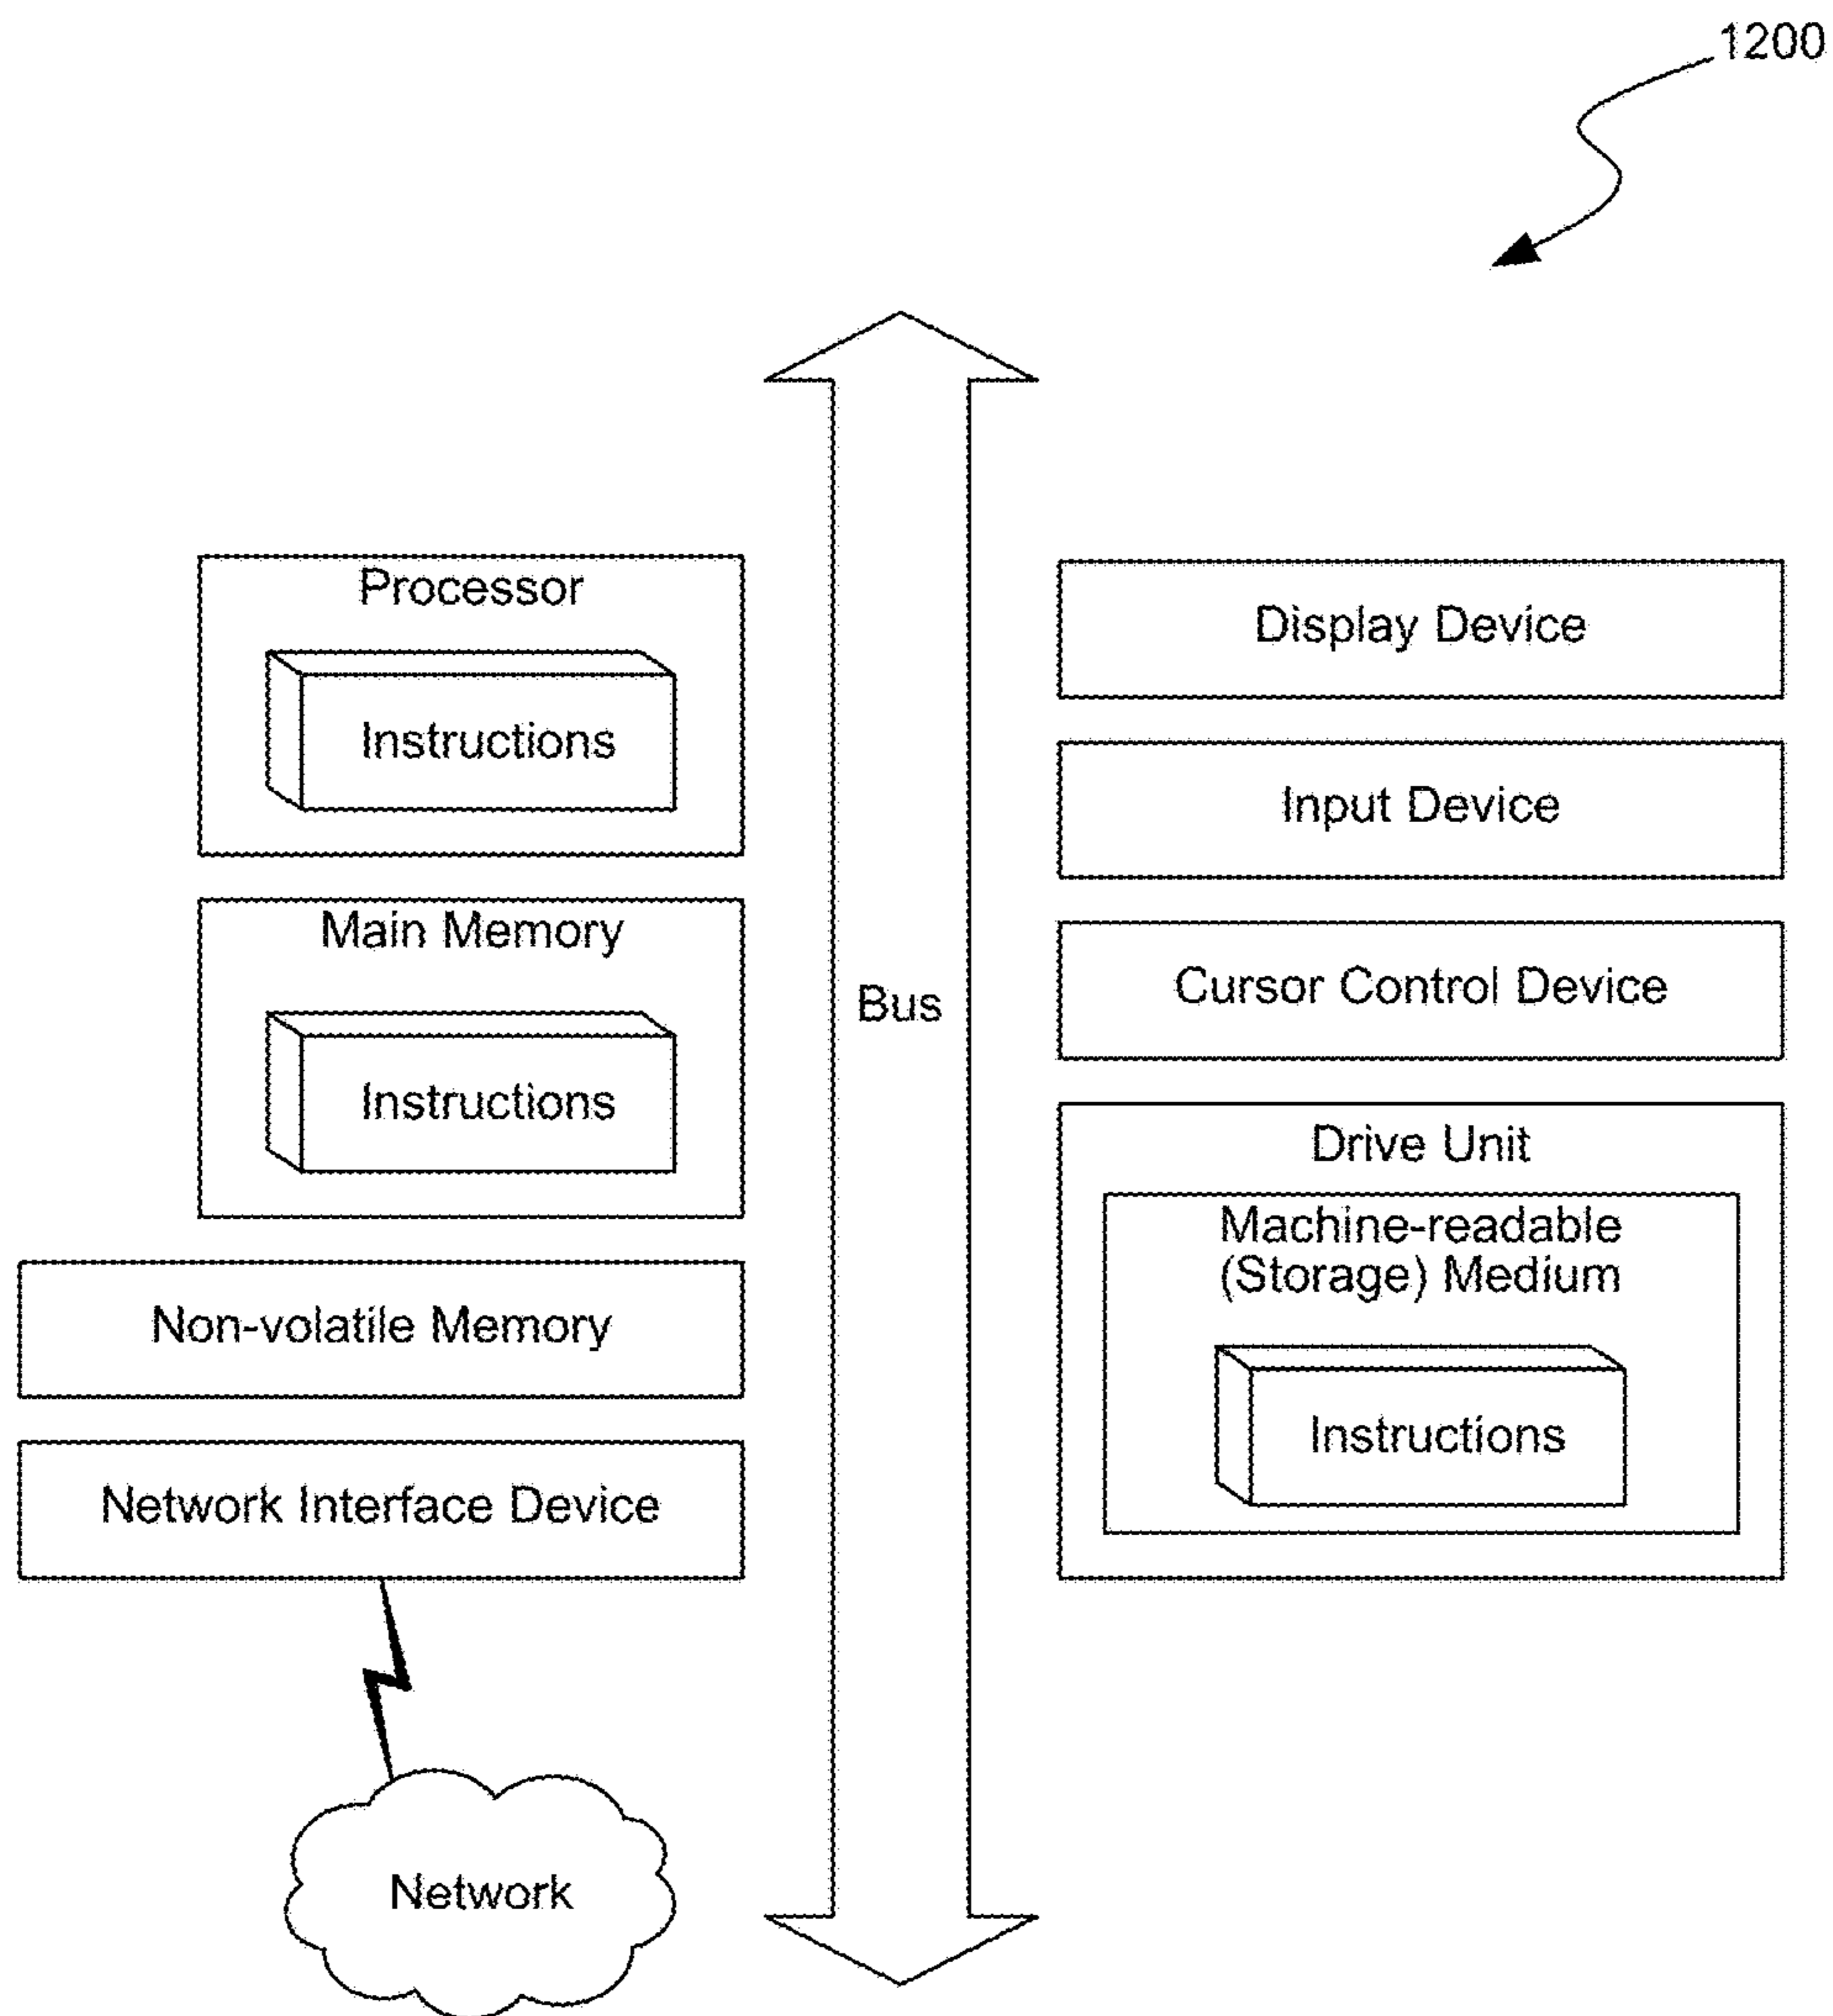 1200
Processor
Instructions
Main Memory
Instructions
Non-volatile Memory
Network Interface Device
Network
Bus
Display Device
Input Device
Cursor Control Device
Drive Unit
Machine-readable
(Storage) Medium
Instructions